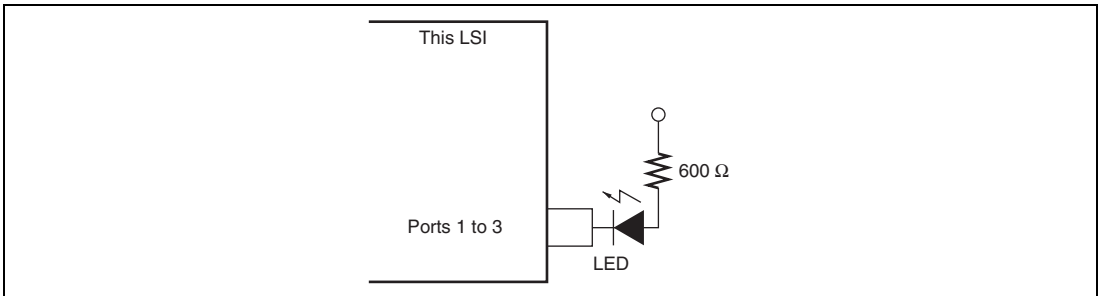 This LSI
600 Ω
Ports 1 to 3
LED